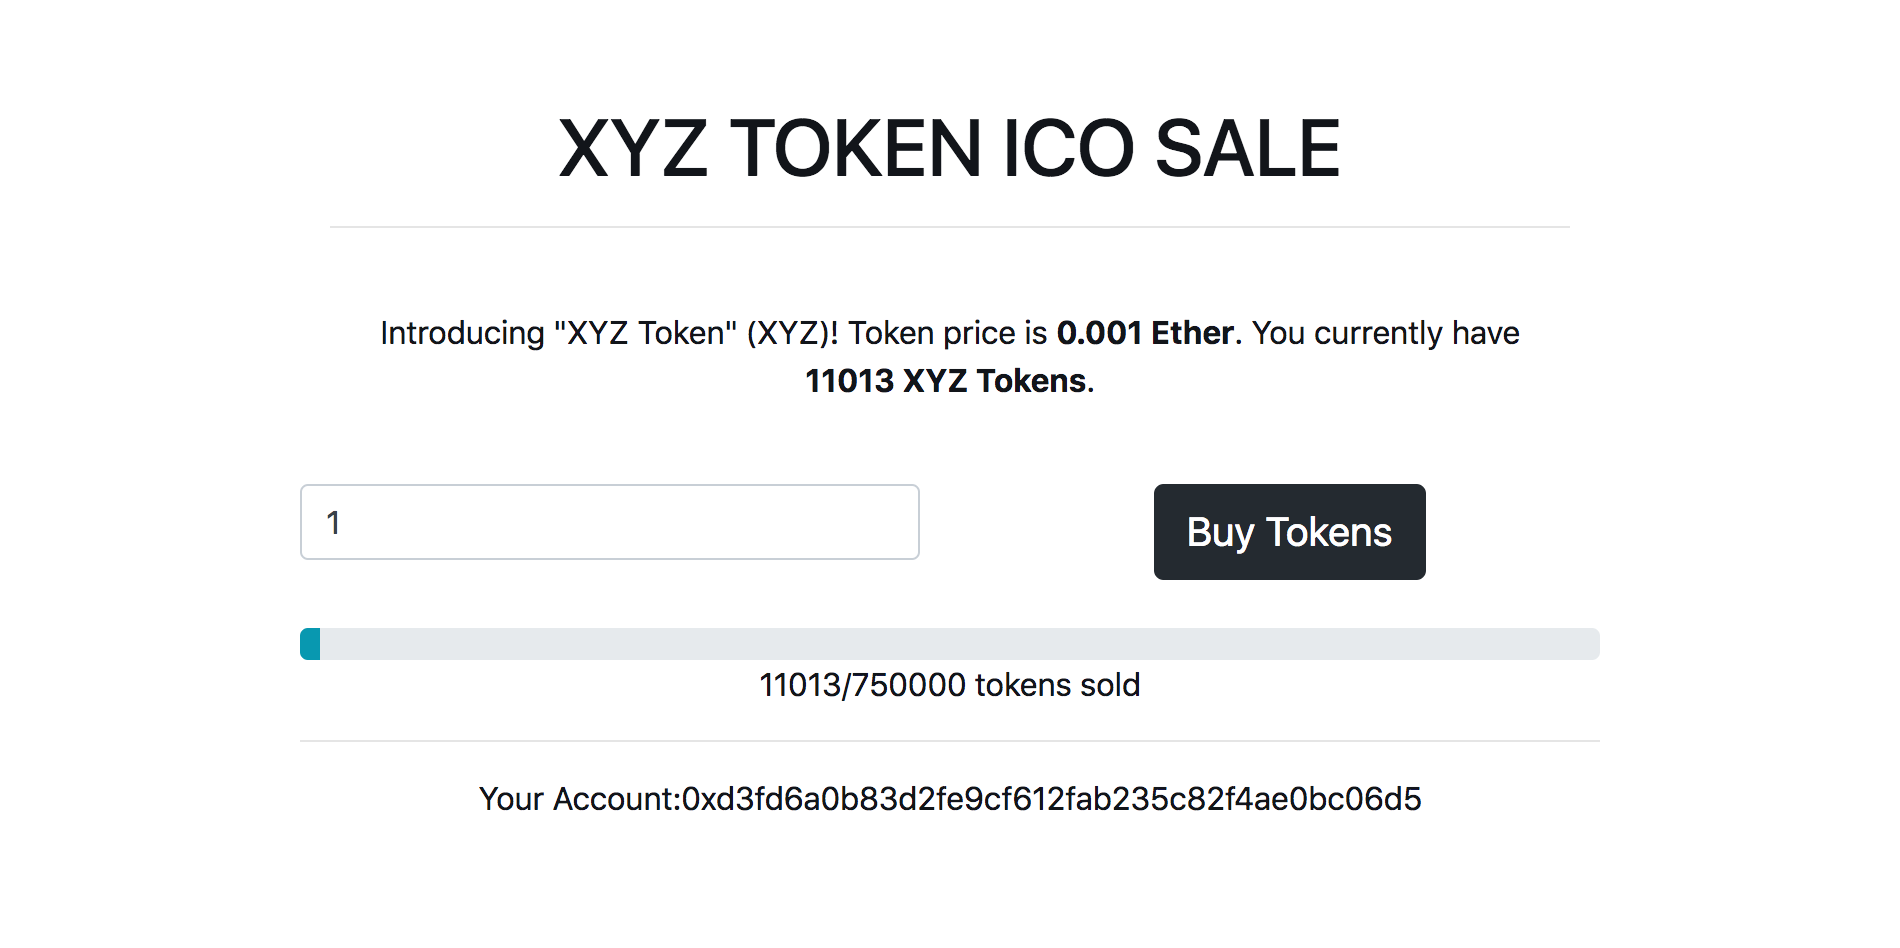 XYZ TOKEN ICO SALE
Introducing "XYZ Token" (XYZ)! Token price is 0.001 Ether. You currently have
11013 XYZ Tokens.
1
Buy Tokens
11013/750000 tokens sold
Your Account:0xd3fd6a0b83d2fe9cf612fab235c82f4ae0bc06d5